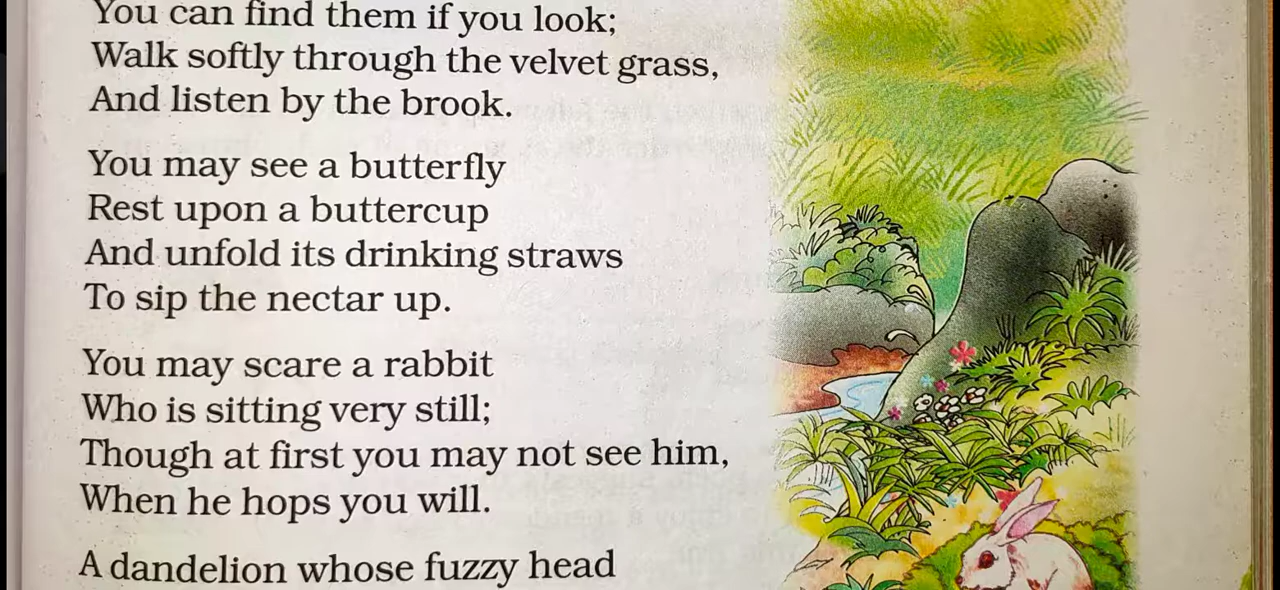 You can find them if you look;
Walk softly through the velvet grass,
And listen by the brook.
You may see a butterfly
Rest upon a buttercup
And unfold its drinking straws
To sip the nectar up.
You may scare a rabbit
Who is sitting very still;
Though at first you may not see him,
When he hops you will.
A dandelion whose fuzzy head